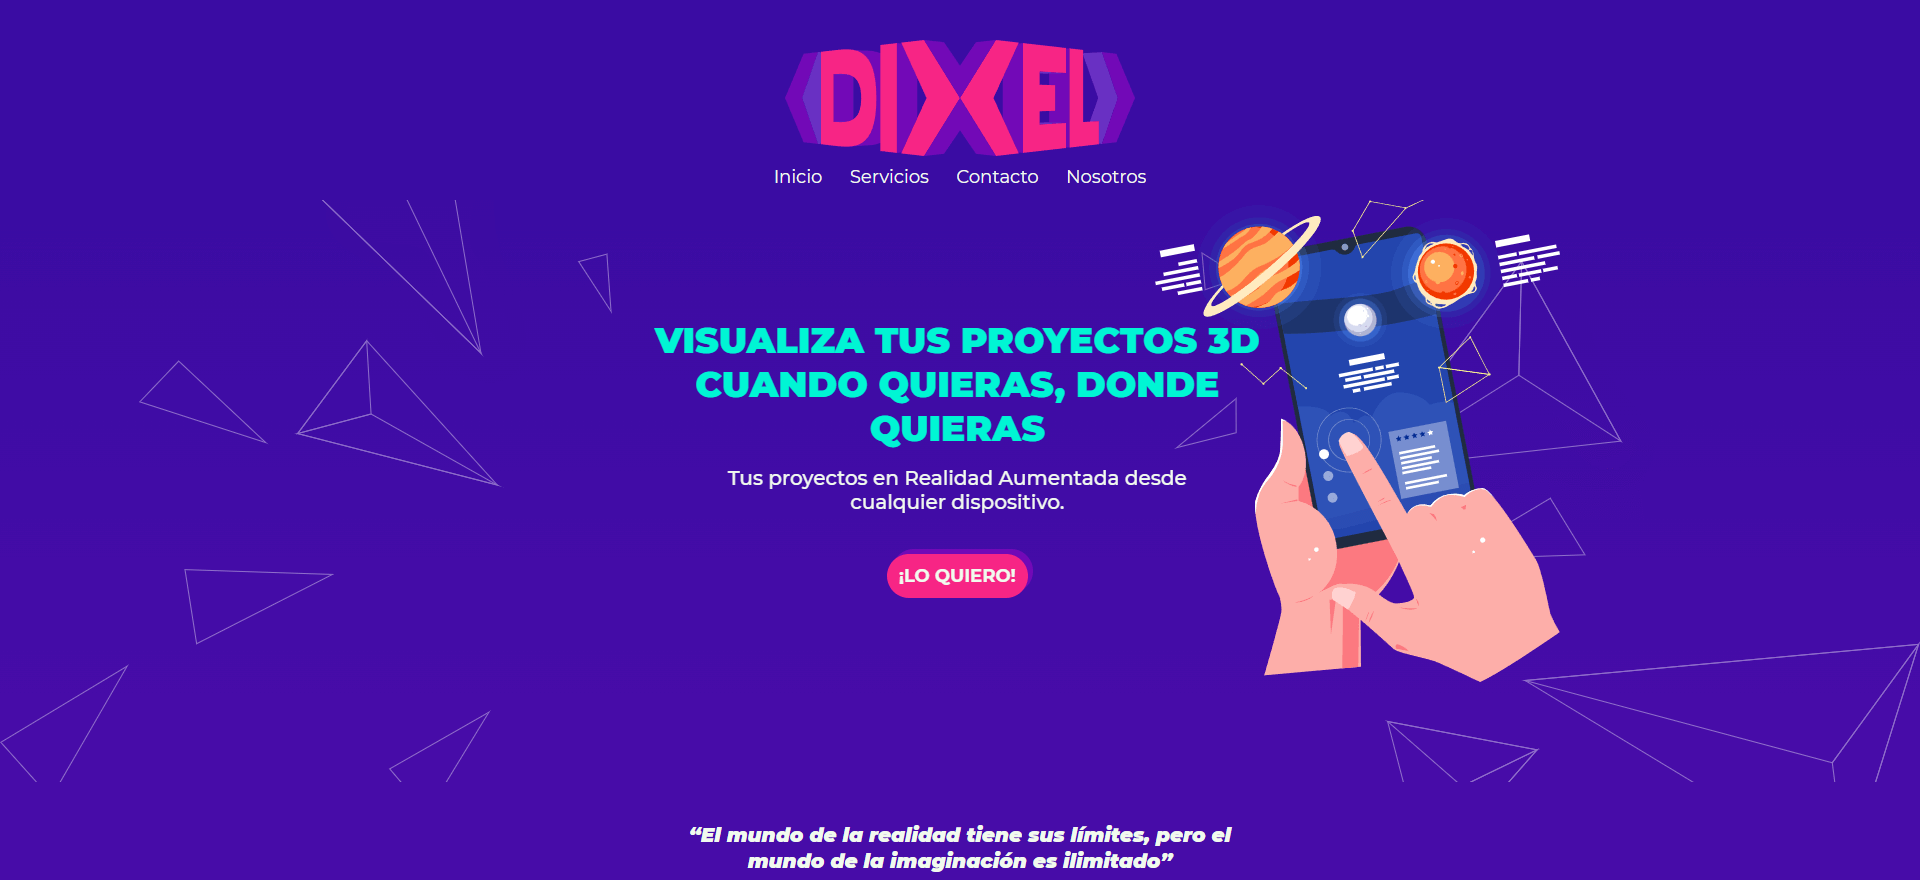 DIXEL
Inicio Servicios Contacto Nosotros
VISUALIZA TUS PROYECTOS 3D
CUANDO QUIERAS, DONDE
QUIERAS
Tus proyectos en Realidad Aumentada desde
cualquier dispositivo.
¡LO QUIERO!
“El mundo de la realidad tiene sus límites, pero el
mundo de la imaginación es ilimitado”